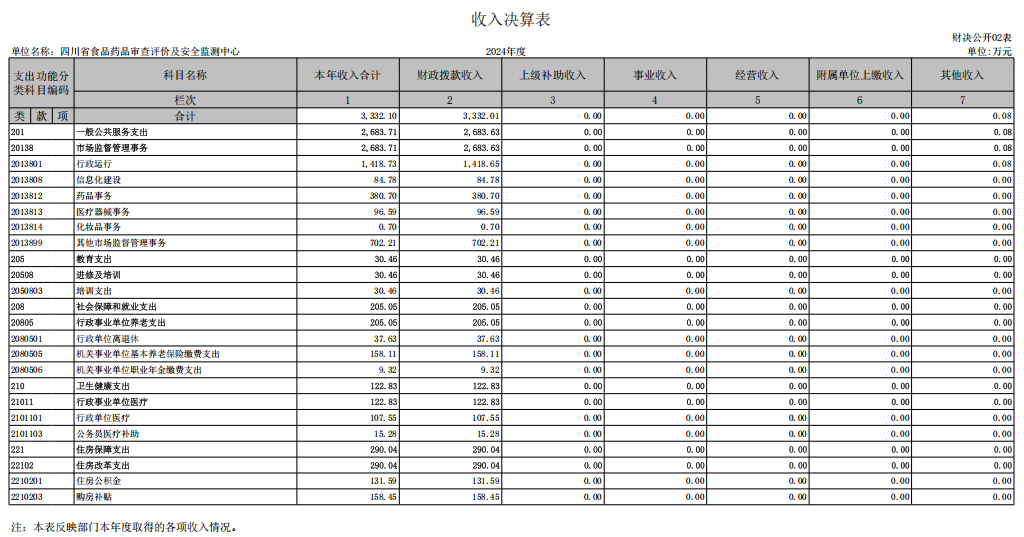 收入决算表
财决公开02表
单位名称：四川省食品药品审查评价及安全监测中心 2024年度 单位:万元
支出功能分类科目编码 科目名称 本年收入合计 财政拨款收入 上级补助收入 事业收入 经营收入 附属单位上缴收入 其他收入
栏次 1 2 3 4 5 6 7
类 款 项 合计 3,332.10 3,332.01 0.00 0.00 0.00 0.00 0.08
201 一般公共服务支出 2,683.71 2,683.63 0.00 0.00 0.00 0.00 0.08
20138 市场监督管理事务 2,683.71 2,683.63 0.00 0.00 0.00 0.00 0.08
2013801 行政运行 1,418.73 1,418.65 0.00 0.00 0.00 0.00 0.08
2013808 信息化建设 84.78 84.78 0.00 0.00 0.00 0.00 0.00
2013812 药品事务 380.70 380.70 0.00 0.00 0.00 0.00 0.00
2013813 医疗器械事务 96.59 96.59 0.00 0.00 0.00 0.00 0.00
2013814 化妆品事务 0.70 0.70 0.00 0.00 0.00 0.00 0.00
2013899 其他市场监督管理事务 702.21 702.21 0.00 0.00 0.00 0.00 0.00
205 教育支出 30.46 30.46 0.00 0.00 0.00 0.00 0.00
20508 进修及培训 30.46 30.46 0.00 0.00 0.00 0.00 0.00
2050803 培训支出 30.46 30.46 0.00 0.00 0.00 0.00 0.00
208 社会保障和就业支出 205.05 205.05 0.00 0.00 0.00 0.00 0.00
20805 行政事业单位养老支出 205.05 205.05 0.00 0.00 0.00 0.00 0.00
2080501 行政单位离退休 37.63 37.63 0.00 0.00 0.00 0.00 0.00
2080505 机关事业单位基本养老保险缴费支出 158.11 158.11 0.00 0.00 0.00 0.00 0.00
2080506 机关事业单位职业年金缴费支出 9.32 9.32 0.00 0.00 0.00 0.00 0.00
210 卫生健康支出 122.83 122.83 0.00 0.00 0.00 0.00 0.00
21011 行政事业单位医疗 122.83 122.83 0.00 0.00 0.00 0.00 0.00
2101101 行政单位医疗 107.55 107.55 0.00 0.00 0.00 0.00 0.00
2101103 公务员医疗补助 15.28 15.28 0.00 0.00 0.00 0.00 0.00
221 住房保障支出 290.04 290.04 0.00 0.00 0.00 0.00 0.00
22102 住房改革支出 290.04 290.04 0.00 0.00 0.00 0.00 0.00
2210201 住房公积金 131.59 131.59 0.00 0.00 0.00 0.00 0.00
2210203 购房补贴 158.45 158.45 0.00 0.00 0.00 0.00 0.00
注：本表反映部门本年度取得的各项收入情况。